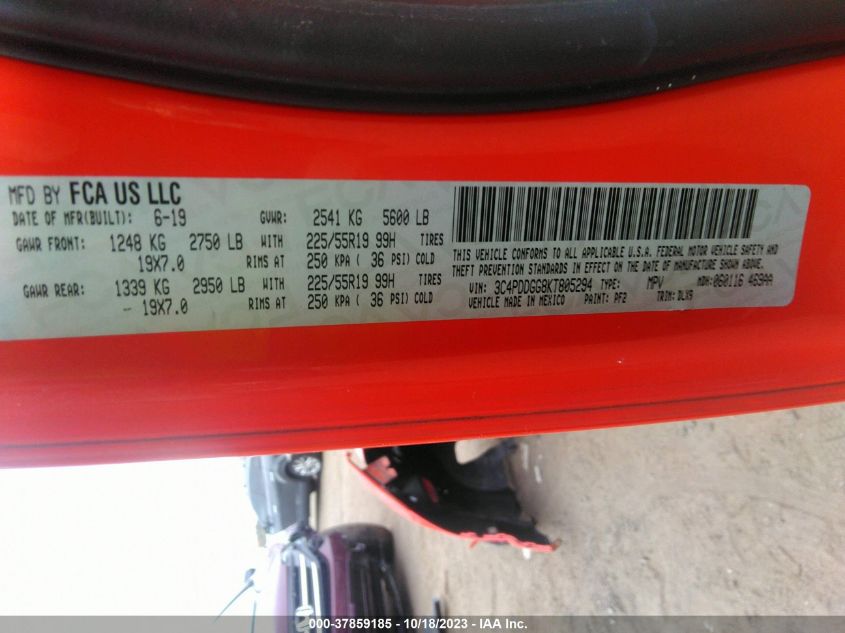 MFD BY FCA US LLC
DATE OF MFR(BUILT): 6-19 GVWR: 2541 KG 5600 LB
GAWR FRONT: 1248 KG 2750 LB WITH 225/55R19 99H TIRES
19X7.0 RIMS AT 250 KPA ( 36 PSI) COLD
GAWR REAR: 1339 KG 2950 LB WITH 225/55R19 99H TIRES
- 19X7.0 RIMS AT 250 KPA ( 36 PSI) COLD
THIS VEHICLE CONFORMS TO ALL APPLICABLE U.S.A. FEDERAL MOTOR VEHICLE SAFETY AND
THEFT PREVENTION STANDARDS IN EFFECT ON THE DATE OF MANUFACTURE SHOWN ABOVE.
VIN: 3C4PDDGG8KT805294 TYPE: MPV MDH: 060116 469AA
VEHICLE MADE IN MEXICO PAINT: PF2 TRIM: DLX9
000-37859185 - 10/18/2023 - IAA Inc.